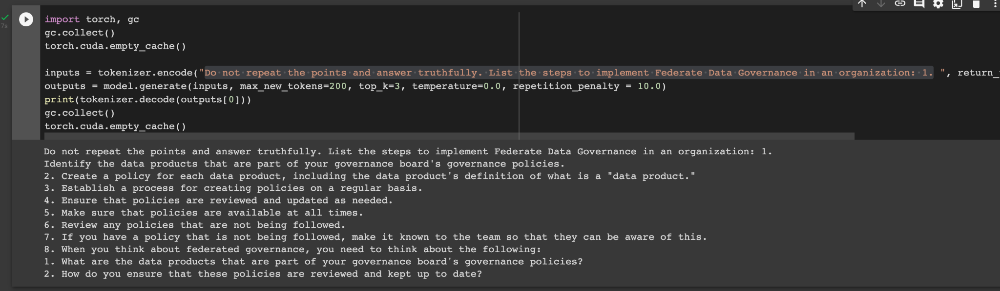 7s
import torch, gc
gc.collect()
torch.cuda.empty_cache()
inputs = tokenizer.encode("Do not repeat the points and answer truthfully. List the steps to implement Federate Data Governance in an organization: 1. ", return_
outputs = model.generate(inputs, max_new_tokens=200, top_k=3, temperature=0.0, repetition_penalty = 10.0)
print(tokenizer.decode(outputs[0]))
gc.collect()
torch.cuda.empty_cache()
Do not repeat the points and answer truthfully. List the steps to implement Federate Data Governance in an organization: 1.
Identify the data products that are part of your governance board's governance policies.
2. Create a policy for each data product, including the data product's definition of what is a "data product."
3. Establish a process for creating policies on a regular basis.
4. Ensure that policies are reviewed and updated as needed.
5. Make sure that policies are available at all times.
6. Review any policies that are not being followed.
7. If you have a policy that is not being followed, make it known to the team so that they can be aware of this.
8. When you think about federated governance, you need to think about the following:
1. What are the data products that are part of your governance board's governance policies?
2. How do you ensure that these policies are reviewed and kept up to date?